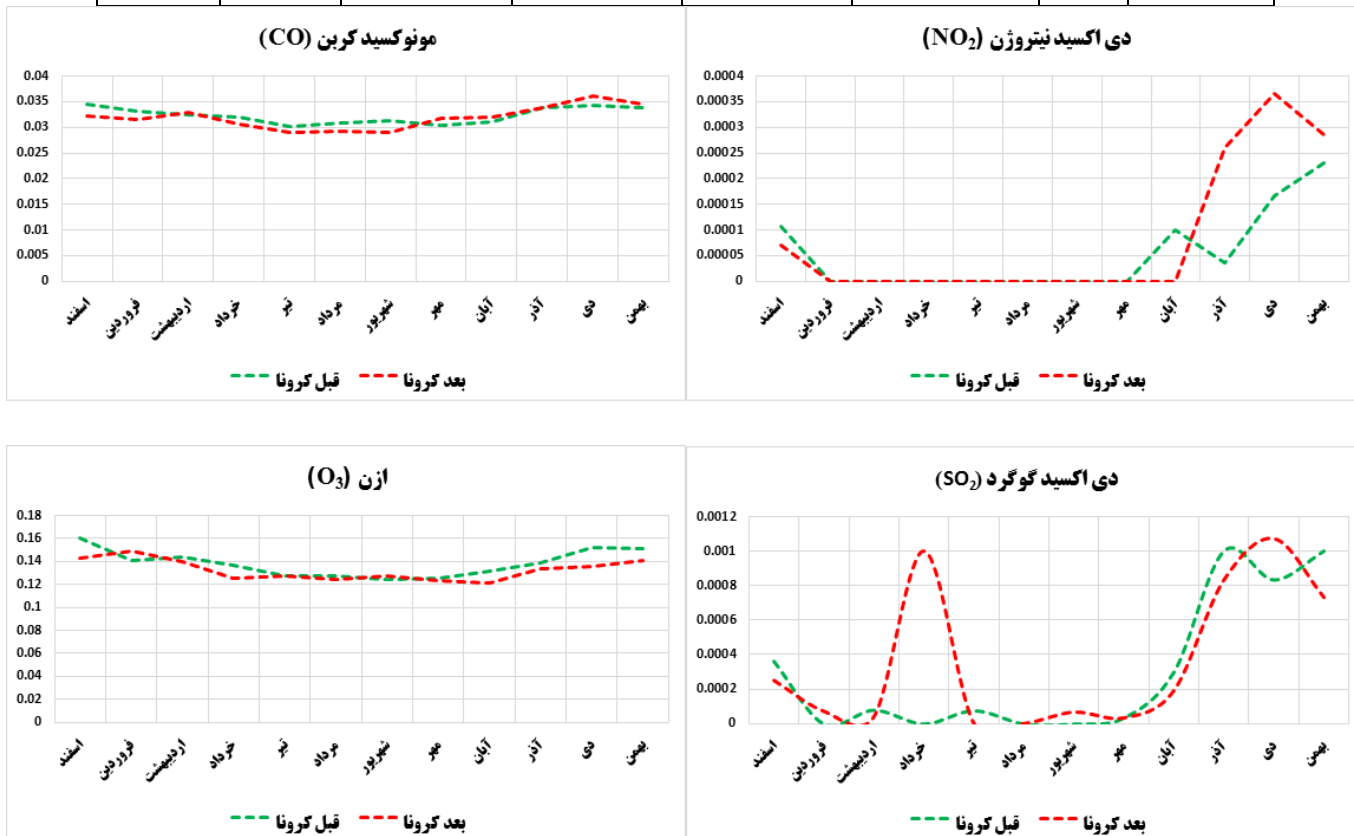 مونوکسید کربن (CO)
0.04
0.035
0.03
0.025
0.02
0.015
0.01
0.005
0
اسفند
فروردین
اردیبهشت
خرداد
تیر
مرداد
شهریور
مهر
آبان
آذر
دی
بهمن
قبل کرونا
بعد کرونا
دی اکسید نیتروژن (NO₂)
0.0004
0.00035
0.0003
0.00025
0.0002
0.00015
0.0001
0.00005
0
اسفند
فروردین
اردیبهشت
خرداد
تیر
مرداد
شهریور
مهر
آبان
آذر
دی
بهمن
قبل کرونا
بعد کرونا
ازن (O₃)
0.18
0.16
0.14
0.12
0.1
0.08
0.06
0.04
0.02
0
اسفند
فروردین
اردیبهشت
خرداد
تیر
مرداد
شهریور
مهر
آبان
آذر
دی
بهمن
قبل کرونا
بعد کرونا
دی اکسید گوگرد (SO₂)
0.0012
0.001
0.0008
0.0006
0.0004
0.0002
0
اسفند
فروردین
اردیبهشت
خرداد
تیر
مرداد
شهریور
مهر
آبان
آذر
دی
بهمن
قبل کرونا
بعد کرونا